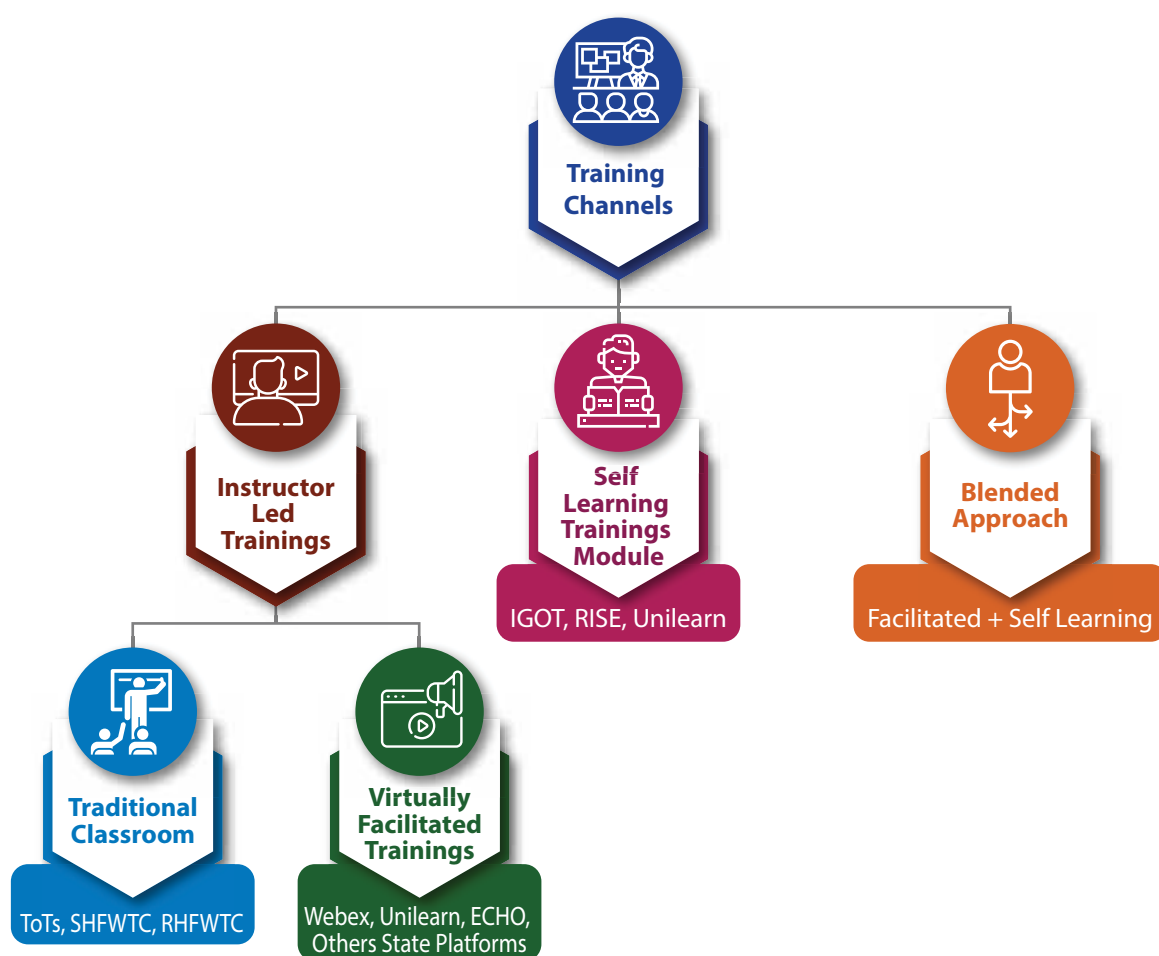 Training
Channels
Instructor
Led
Trainings
Self
Learning
Trainings
Module
IGOT, RISE, Unilearn
Blended
Approach
Facilitated + Self Learning
Traditional
Classroom
ToTs, SHFWTC, RHFWTC
Virtually
Facilitated
Trainings
Webex, Unilearn, ECHO,
Others State Platforms